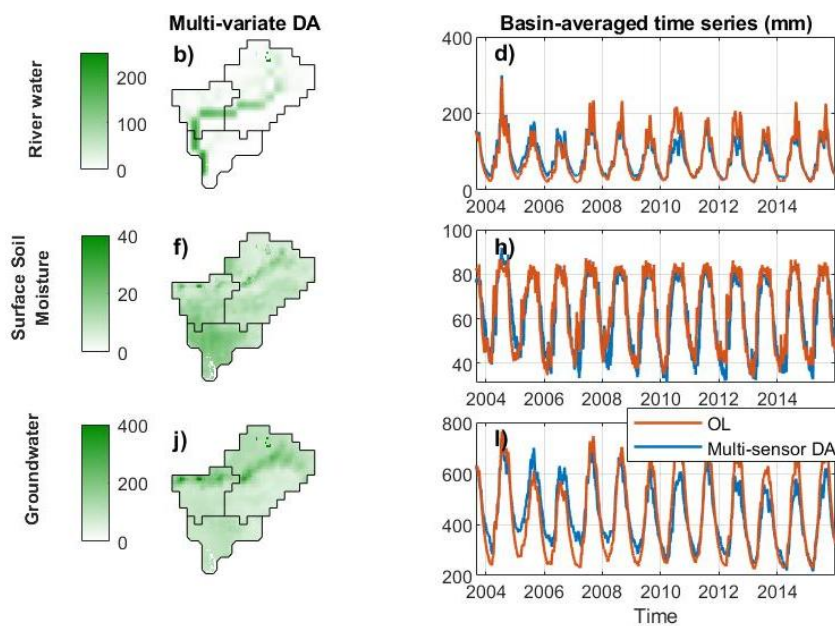 Multi-variate DA
Basin-averaged time series (mm)
River water
200
100
0
b)
400
200
0
d)
2004 2006 2008 2010 2012 2014
Surface Soil
Moisture
40
20
0
f)
100
80
60
40
h)
2004 2006 2008 2010 2012 2014
Groundwater
400
200
0
j)
800
600
400
200
l)
OL
Multi-sensor DA
2004 2006 2008 2010 2012 2014
Time